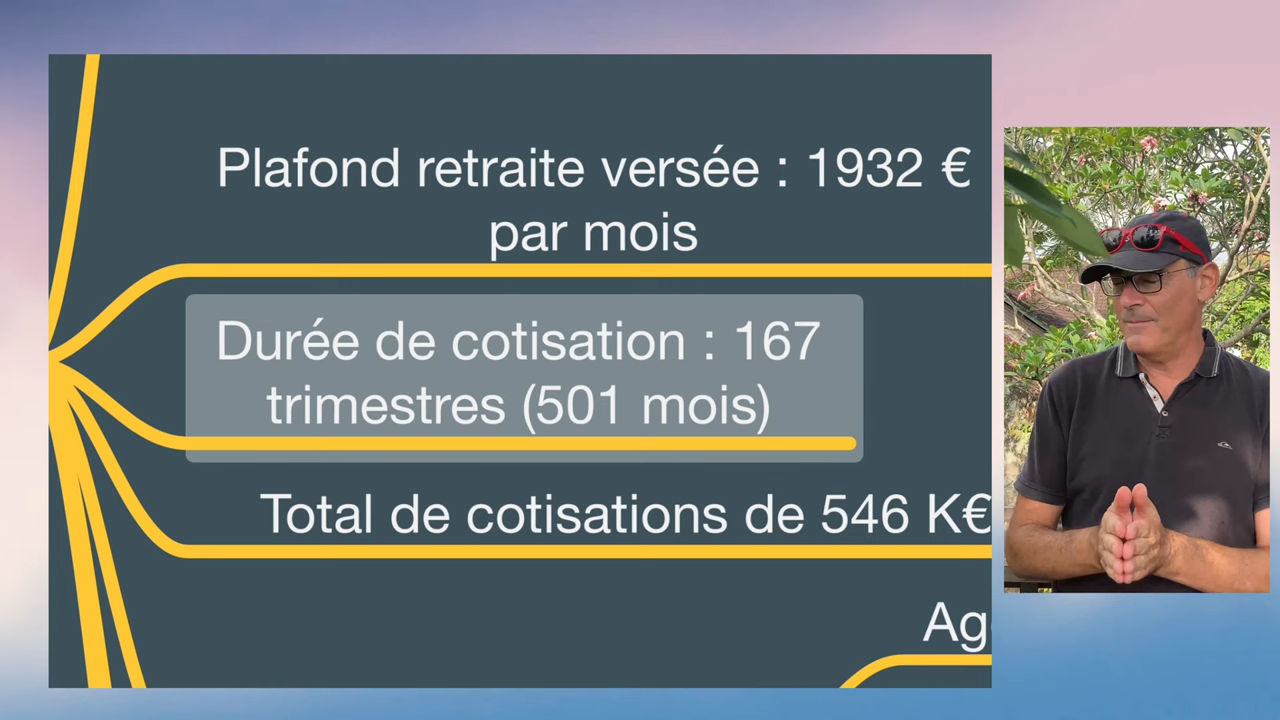 Plafond retraite versée : 1932 €
par mois
Durée de cotisation : 167
trimestres (501 mois)
Total de cotisations de 546 K€
Ag